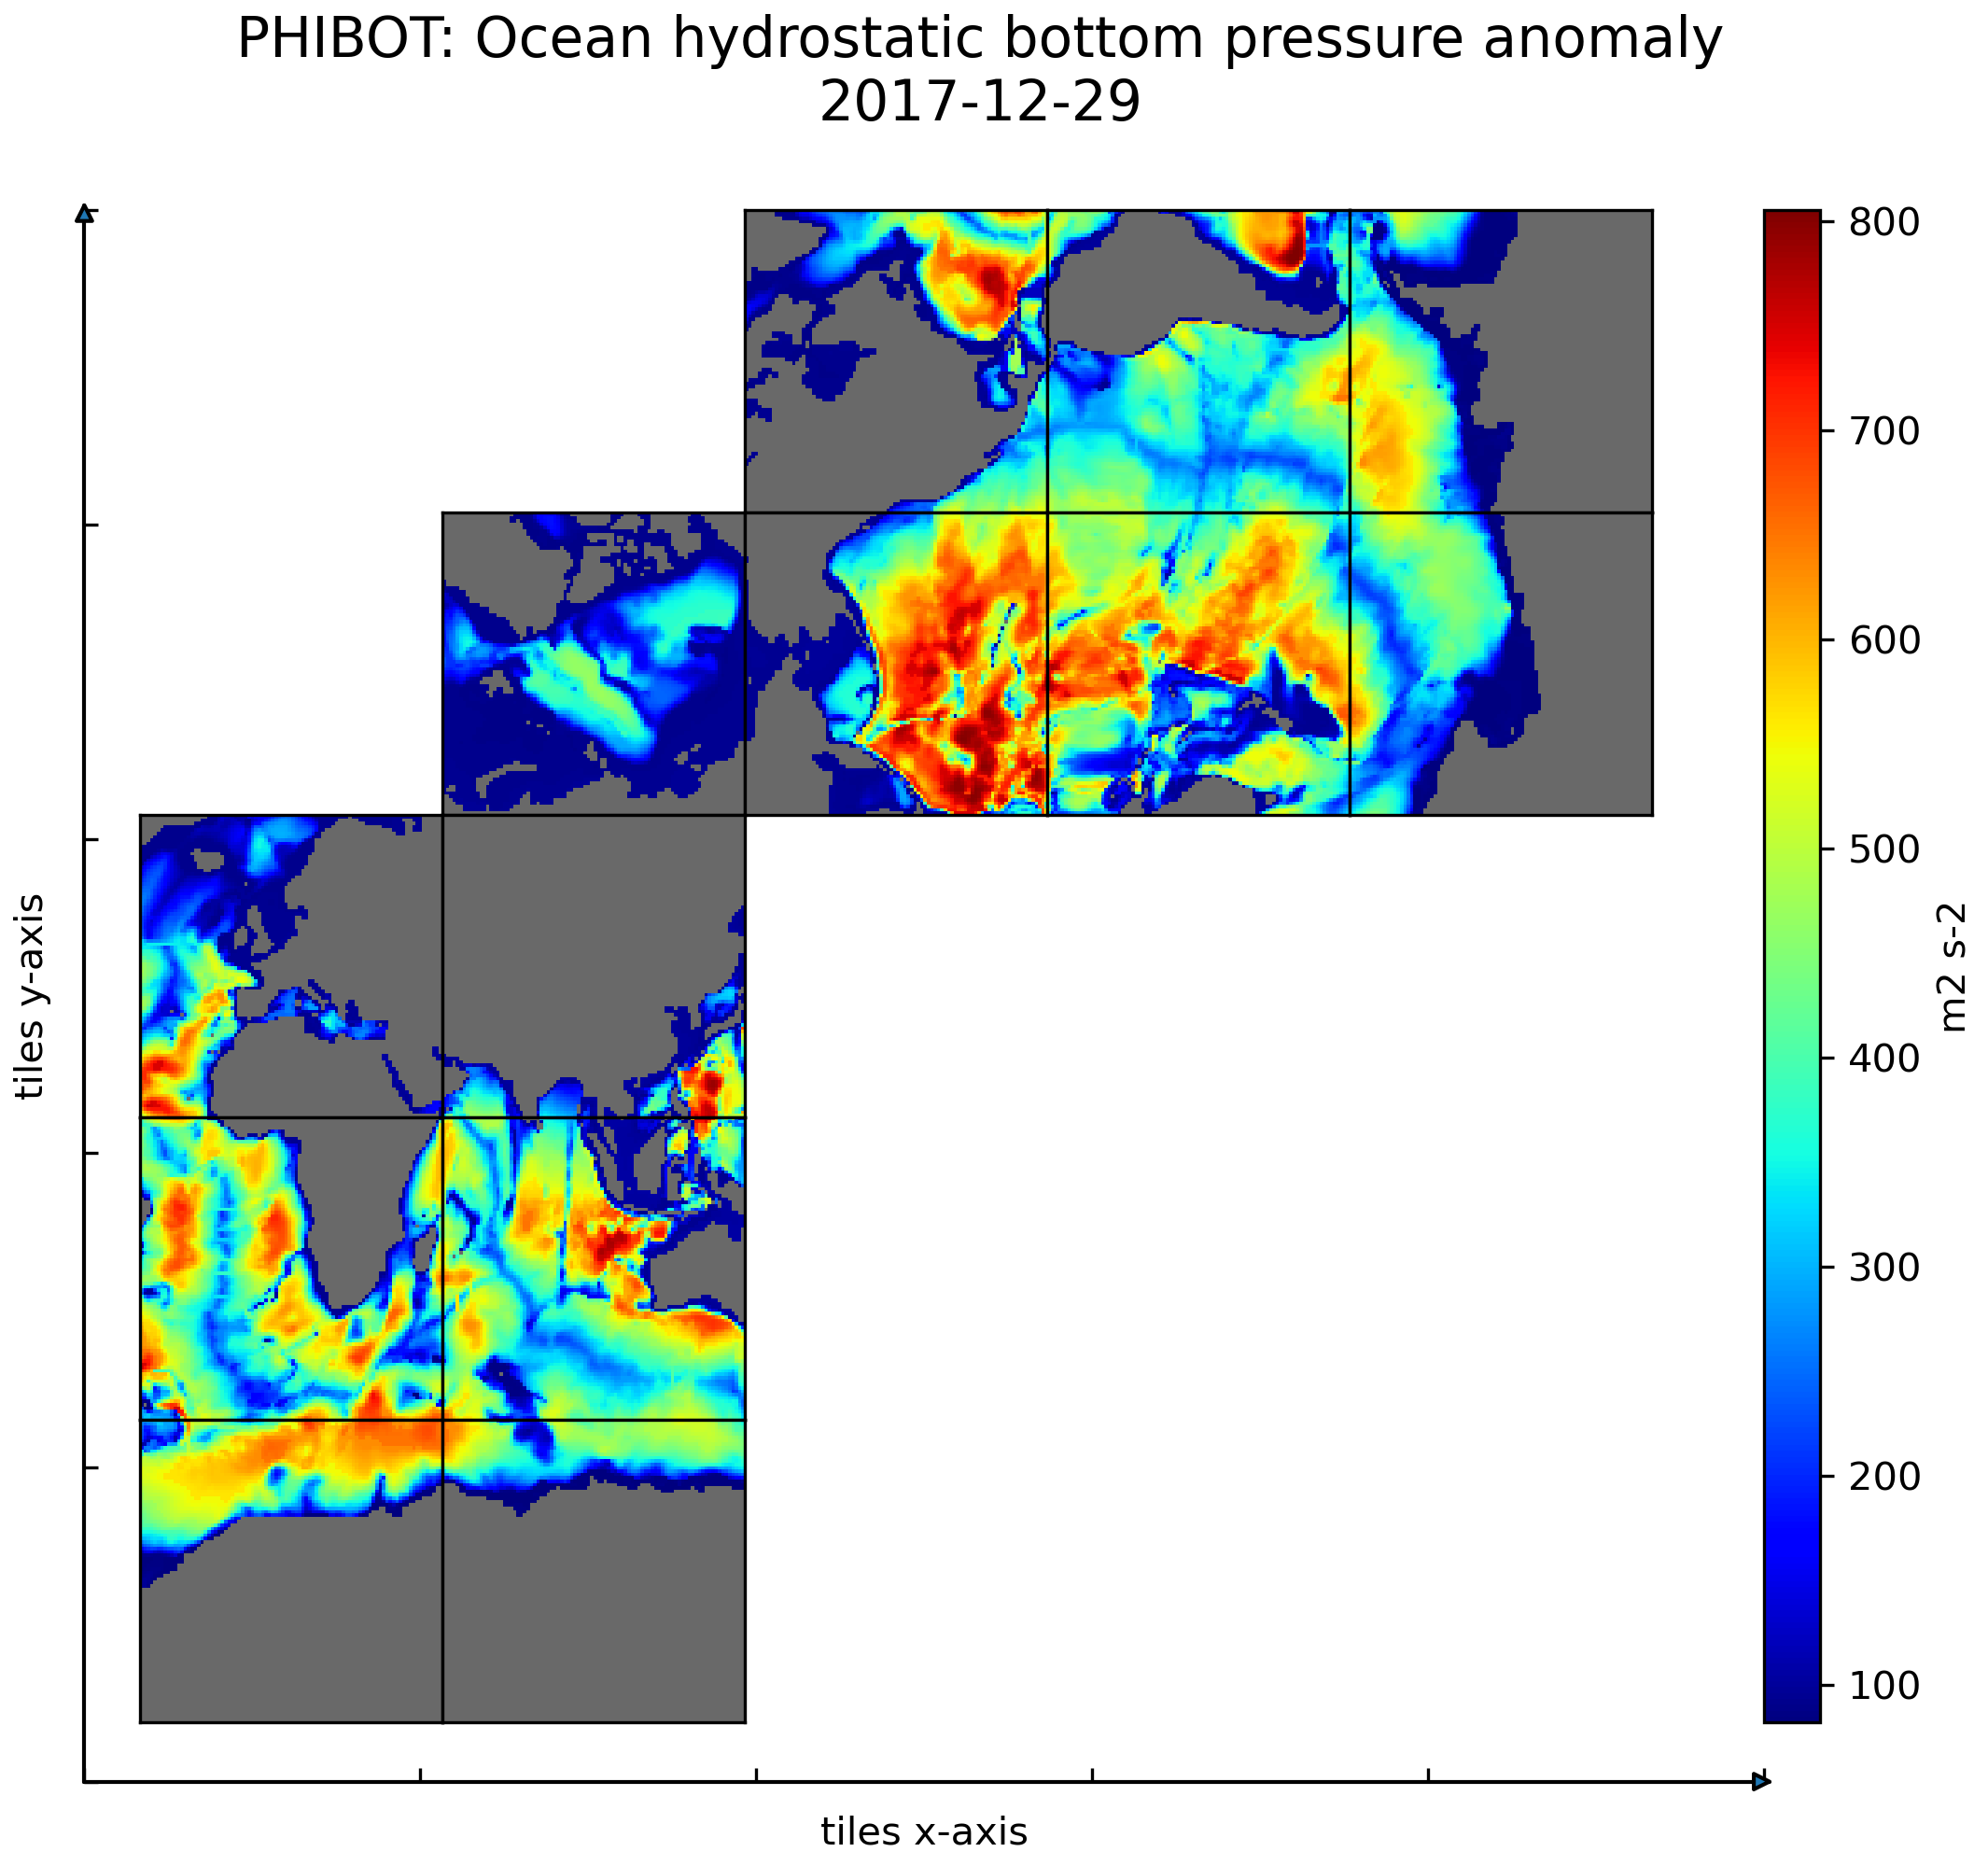 PHIBOT: Ocean hydrostatic bottom pressure anomaly
2017-12-29
tiles y-axis
tiles x-axis
800
700
600
500
400
300
200
100
m2 s-2